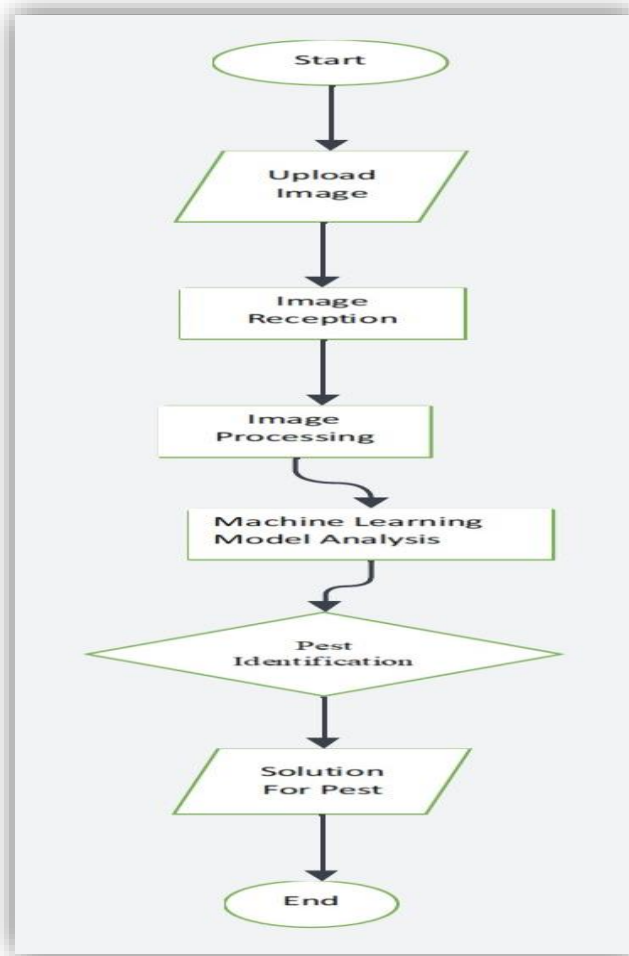 Start
Upload
Image
Image
Reception
Image
Processing
Machine Learning
Model Analysis
Pest
Identification
Solution
For Pest
End